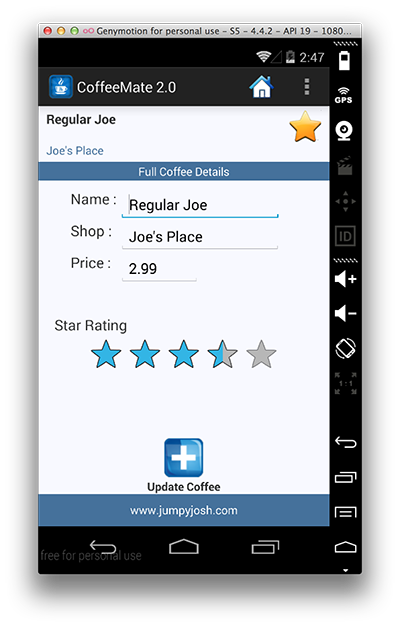 Genymotion for personal use - S5 - 4.4.2 - API 19 - 1080...
2:47
CoffeeMate 2.0
GPS
Regular Joe
Joe's Place
Full Coffee Details
Name : Regular Joe
Shop : Joe's Place
ID
Price : 2.99
Star Rating
1:1
Update Coffee
www.jumpyjosh.com
free for personal use